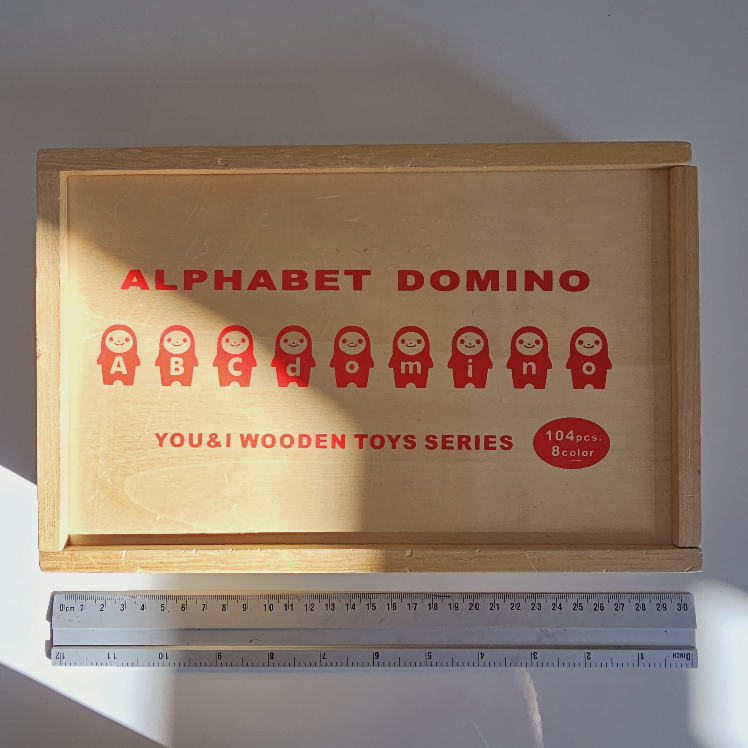 ALPHABET DOMINO
A B C d o m i n o
YOU&I WOODEN TOYS SERIES
104pcs.
8color
0cm 1 2 3 4 5 6 7 8 9 10 11 12 13 14 15 16 17 18 19 20 21 22 23 24 25 26 27 28 29 30
12 11 10 9 8 7 6 5 4 3 2 1 0INCH